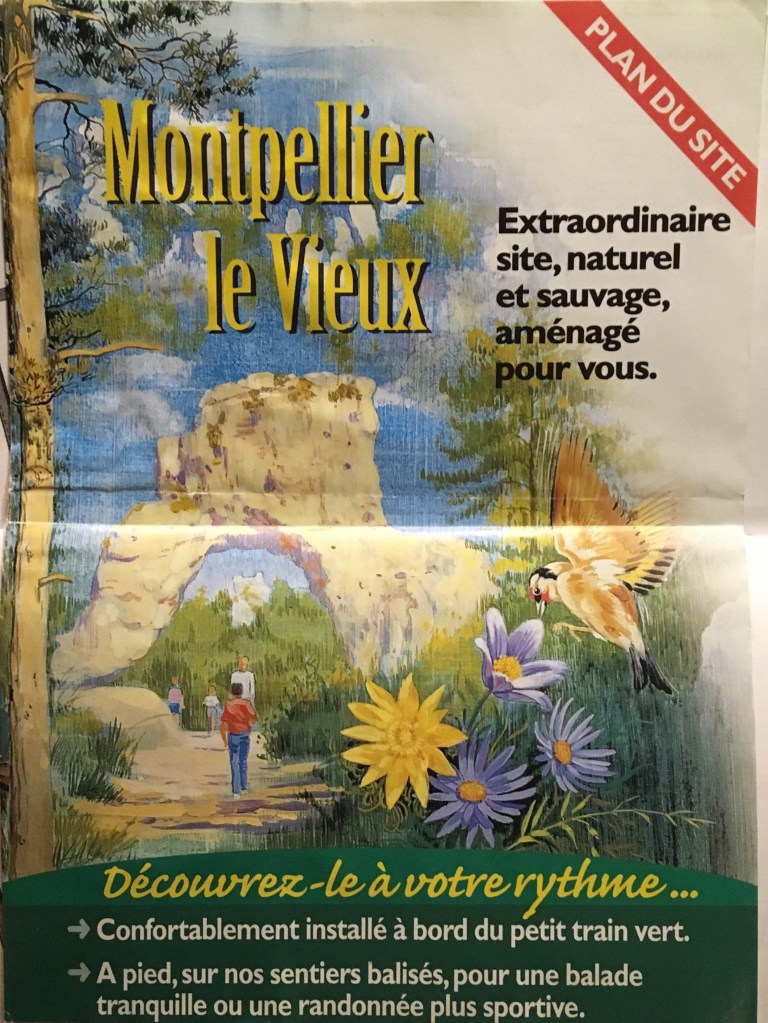 PLAN DU SITE
Montpellier
le Vieux
Extraordinaire
site, naturel
et sauvage,
aménagé
pour vous.
Découvrez-le à votre rythme...
→ Confortablement installé à bord du petit train vert.
→ A pied, sur nos sentiers balisés, pour une balade
tranquille ou une randonnée plus sportive.